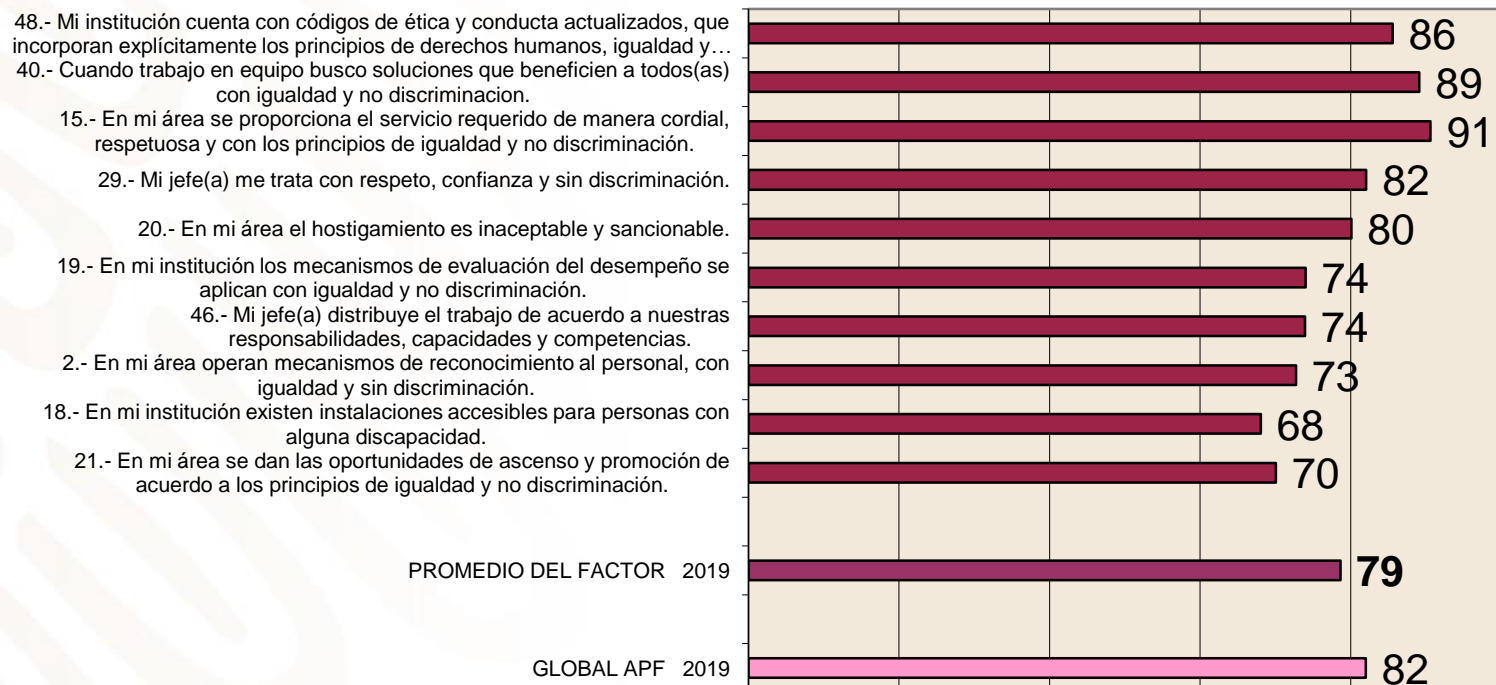 48.- Mi institución cuenta con códigos de ética y conducta actualizados, que
incorporan explícitamente los principios de derechos humanos, igualdad y…
86
40.- Cuando trabajo en equipo busco soluciones que beneficien a todos(as)
con igualdad y no discriminacion.
89
15.- En mi área se proporciona el servicio requerido de manera cordial,
respetuosa y con los principios de igualdad y no discriminación.
91
29.- Mi jefe(a) me trata con respeto, confianza y sin discriminación.
82
20.- En mi área el hostigamiento es inaceptable y sancionable.
80
19.- En mi institución los mecanismos de evaluación del desempeño se
aplican con igualdad y no discriminación.
74
46.- Mi jefe(a) distribuye el trabajo de acuerdo a nuestras
responsabilidades, capacidades y competencias.
74
2.- En mi área operan mecanismos de reconocimiento al personal, con
igualdad y sin discriminación.
73
18.- En mi institución existen instalaciones accesibles para personas con
alguna discapacidad.
68
21.- En mi área se dan las oportunidades de ascenso y promoción de
acuerdo a los principios de igualdad y no discriminación.
70
PROMEDIO DEL FACTOR 2019
79
GLOBAL APF 2019
82